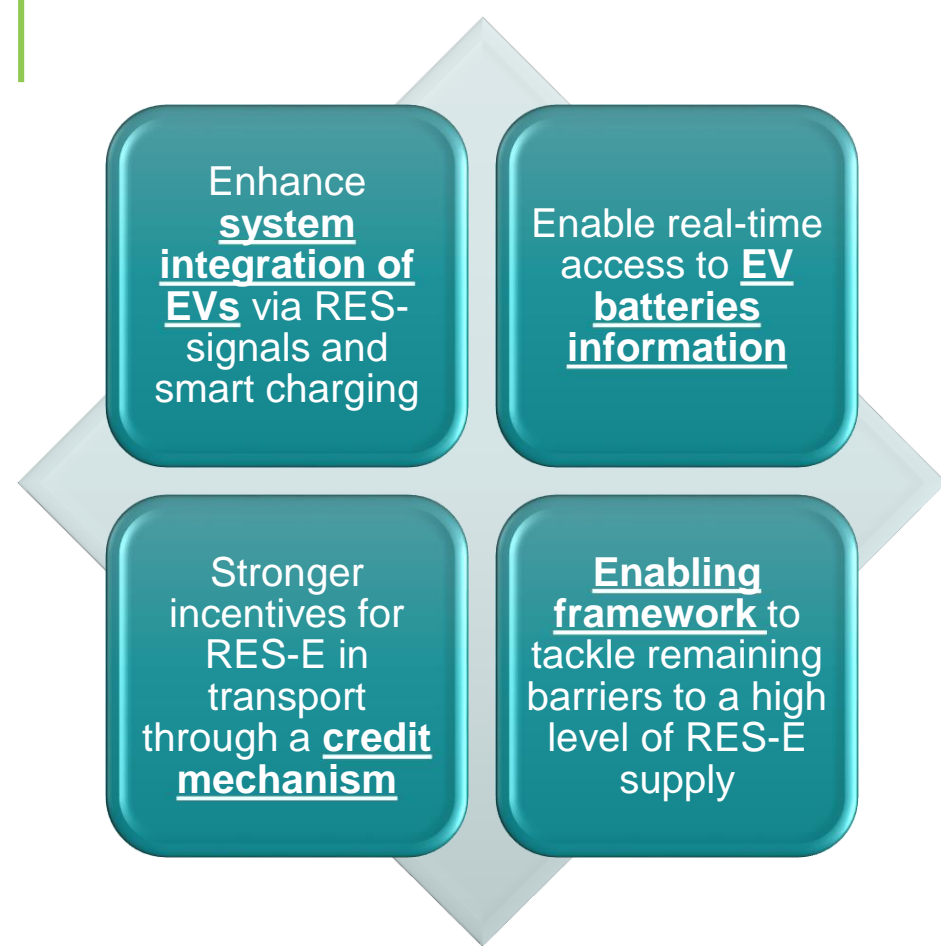 Enhance
system
integration of
EVs via RES-
signals and
smart charging
Enable real-time
access to EV
batteries
information
Stronger
incentives for
RES-E in
transport
through a credit
mechanism
Enabling
framework to
tackle remaining
barriers to a high
level of RES-E
supply